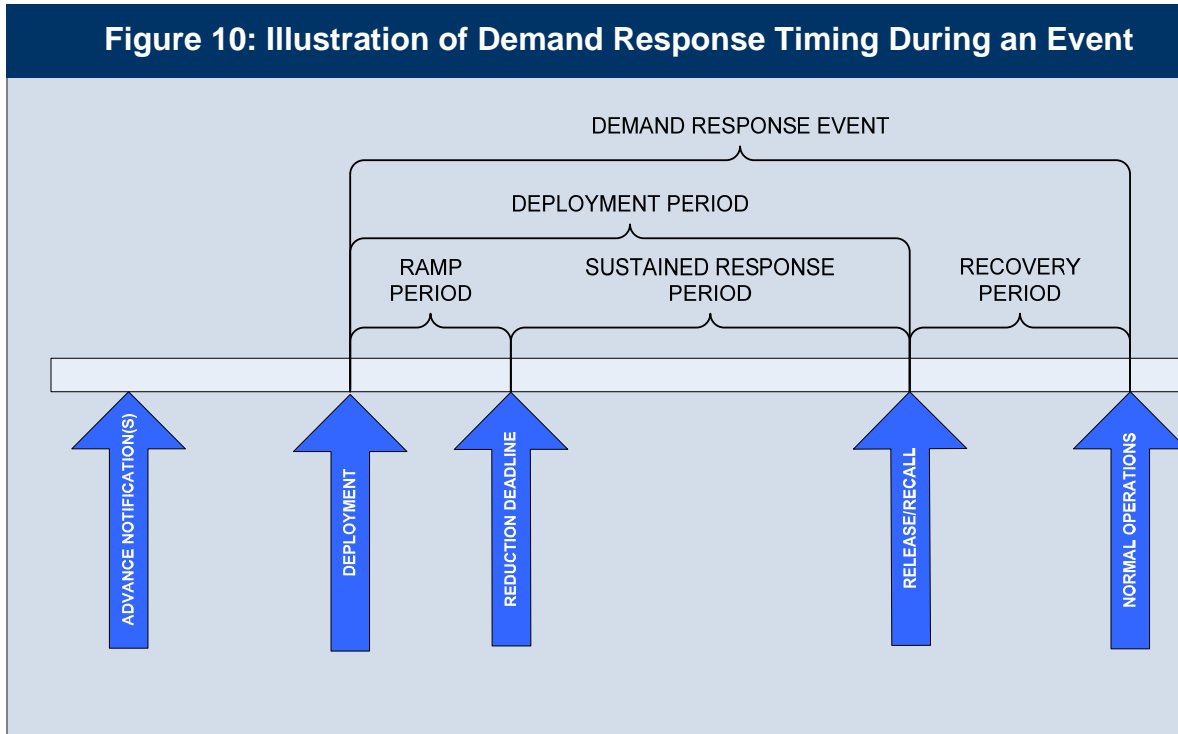 Figure 10: Illustration of Demand Response Timing During an Event
DEMAND RESPONSE EVENT
DEPLOYMENT PERIOD
RAMP
PERIOD
SUSTAINED RESPONSE
PERIOD
RECOVERY
PERIOD
ADVANCE NOTIFICATION(S)
DEPLOYMENT
REDUCTION DEADLINE
RELEASE/RECALL
NORMAL OPERATIONS